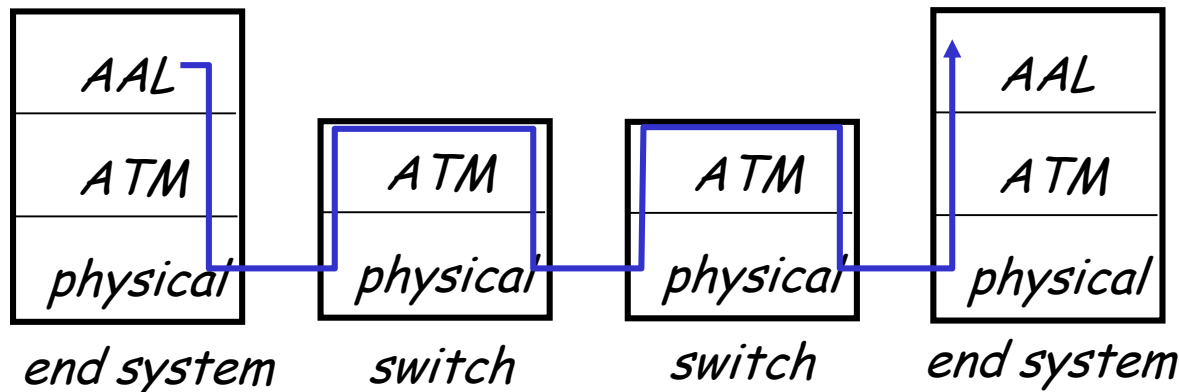 AAL
ATM
physical
end system
ATM
physical
switch
ATM
physical
switch
AAL
ATM
physical
end system